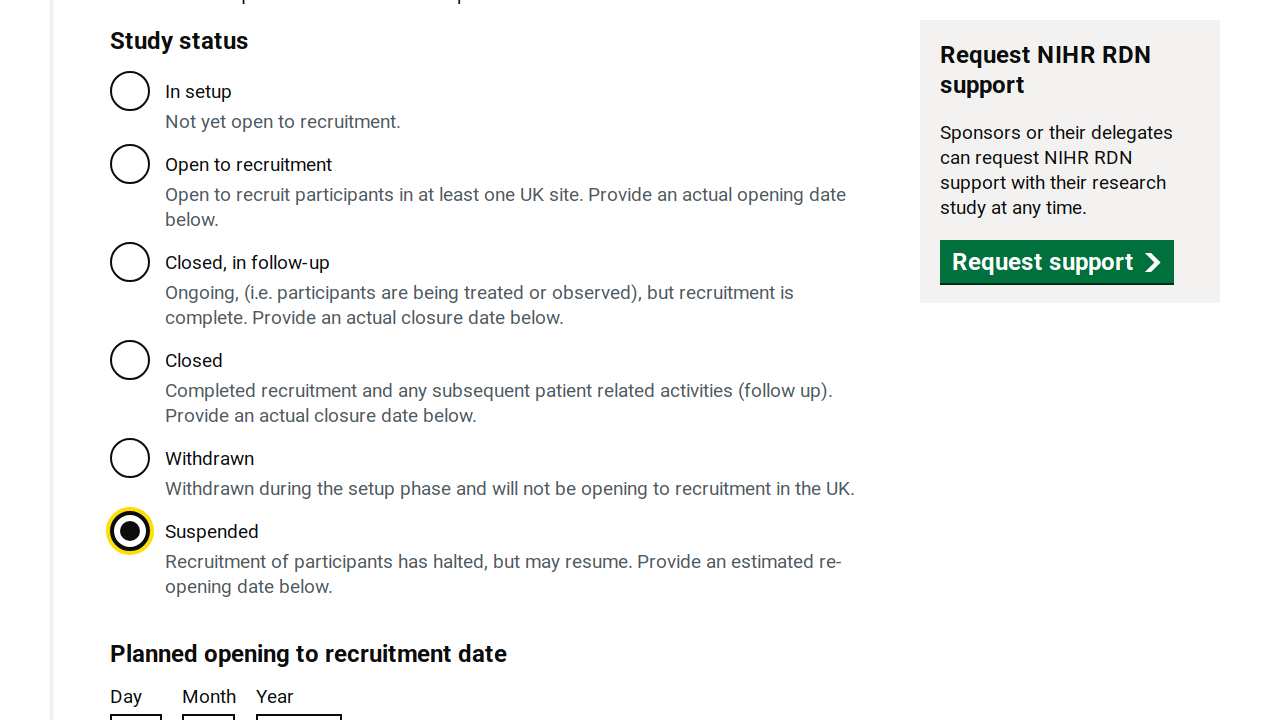 Study status
In setup
Not yet open to recruitment.
Open to recruitment
Open to recruit participants in at least one UK site. Provide an actual opening date
below.
Closed, in follow-up
Ongoing, (i.e. participants are being treated or observed), but recruitment is
complete. Provide an actual closure date below.
Closed
Completed recruitment and any subsequent patient related activities (follow up).
Provide an actual closure date below.
Withdrawn
Withdrawn during the setup phase and will not be opening to recruitment in the UK.
Suspended
Recruitment of participants has halted, but may resume. Provide an estimated re-
opening date below.
Planned opening to recruitment date
Day Month Year
Request NIHR RDN
support
Sponsors or their delegates
can request NIHR RDN
support with their research
study at any time.
Request support